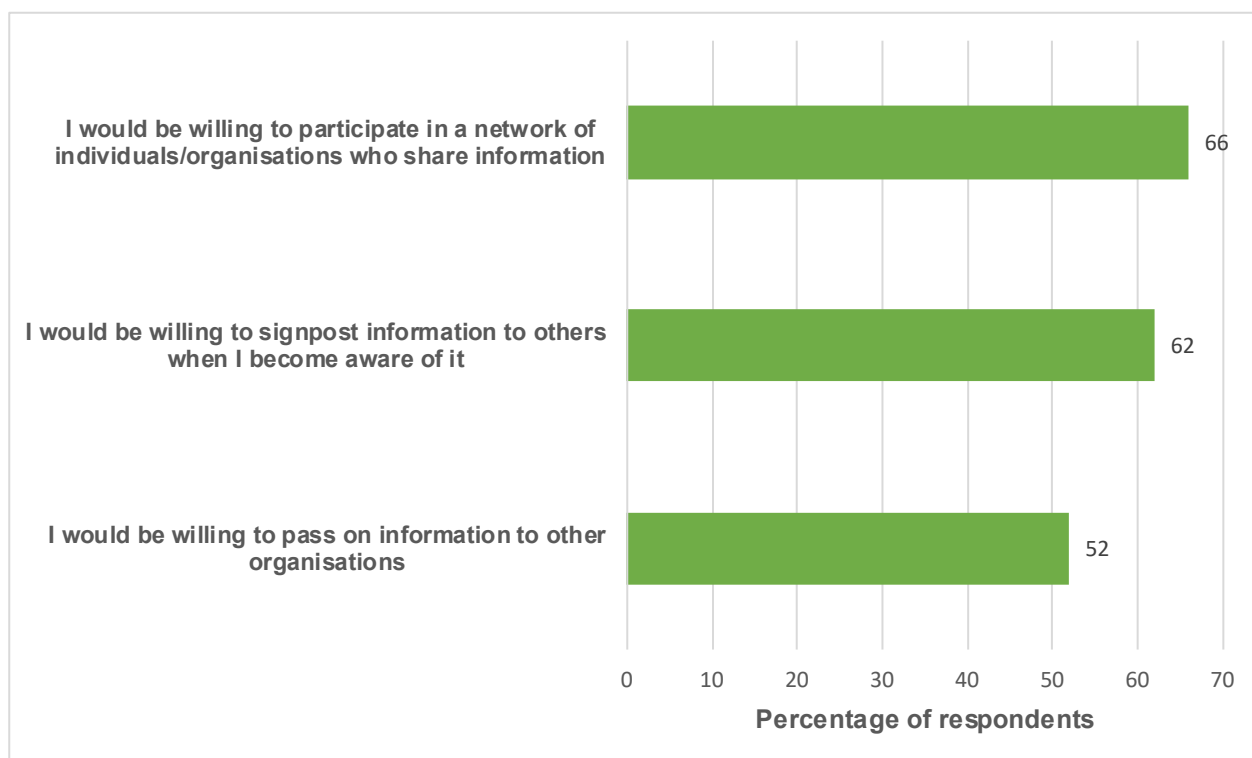 I would be willing to participate in a network of
individuals/organisations who share information
66
I would be willing to signpost information to others
when I become aware of it
62
I would be willing to pass on information to other
organisations
52
0 10 20 30 40 50 60 70
Percentage of respondents